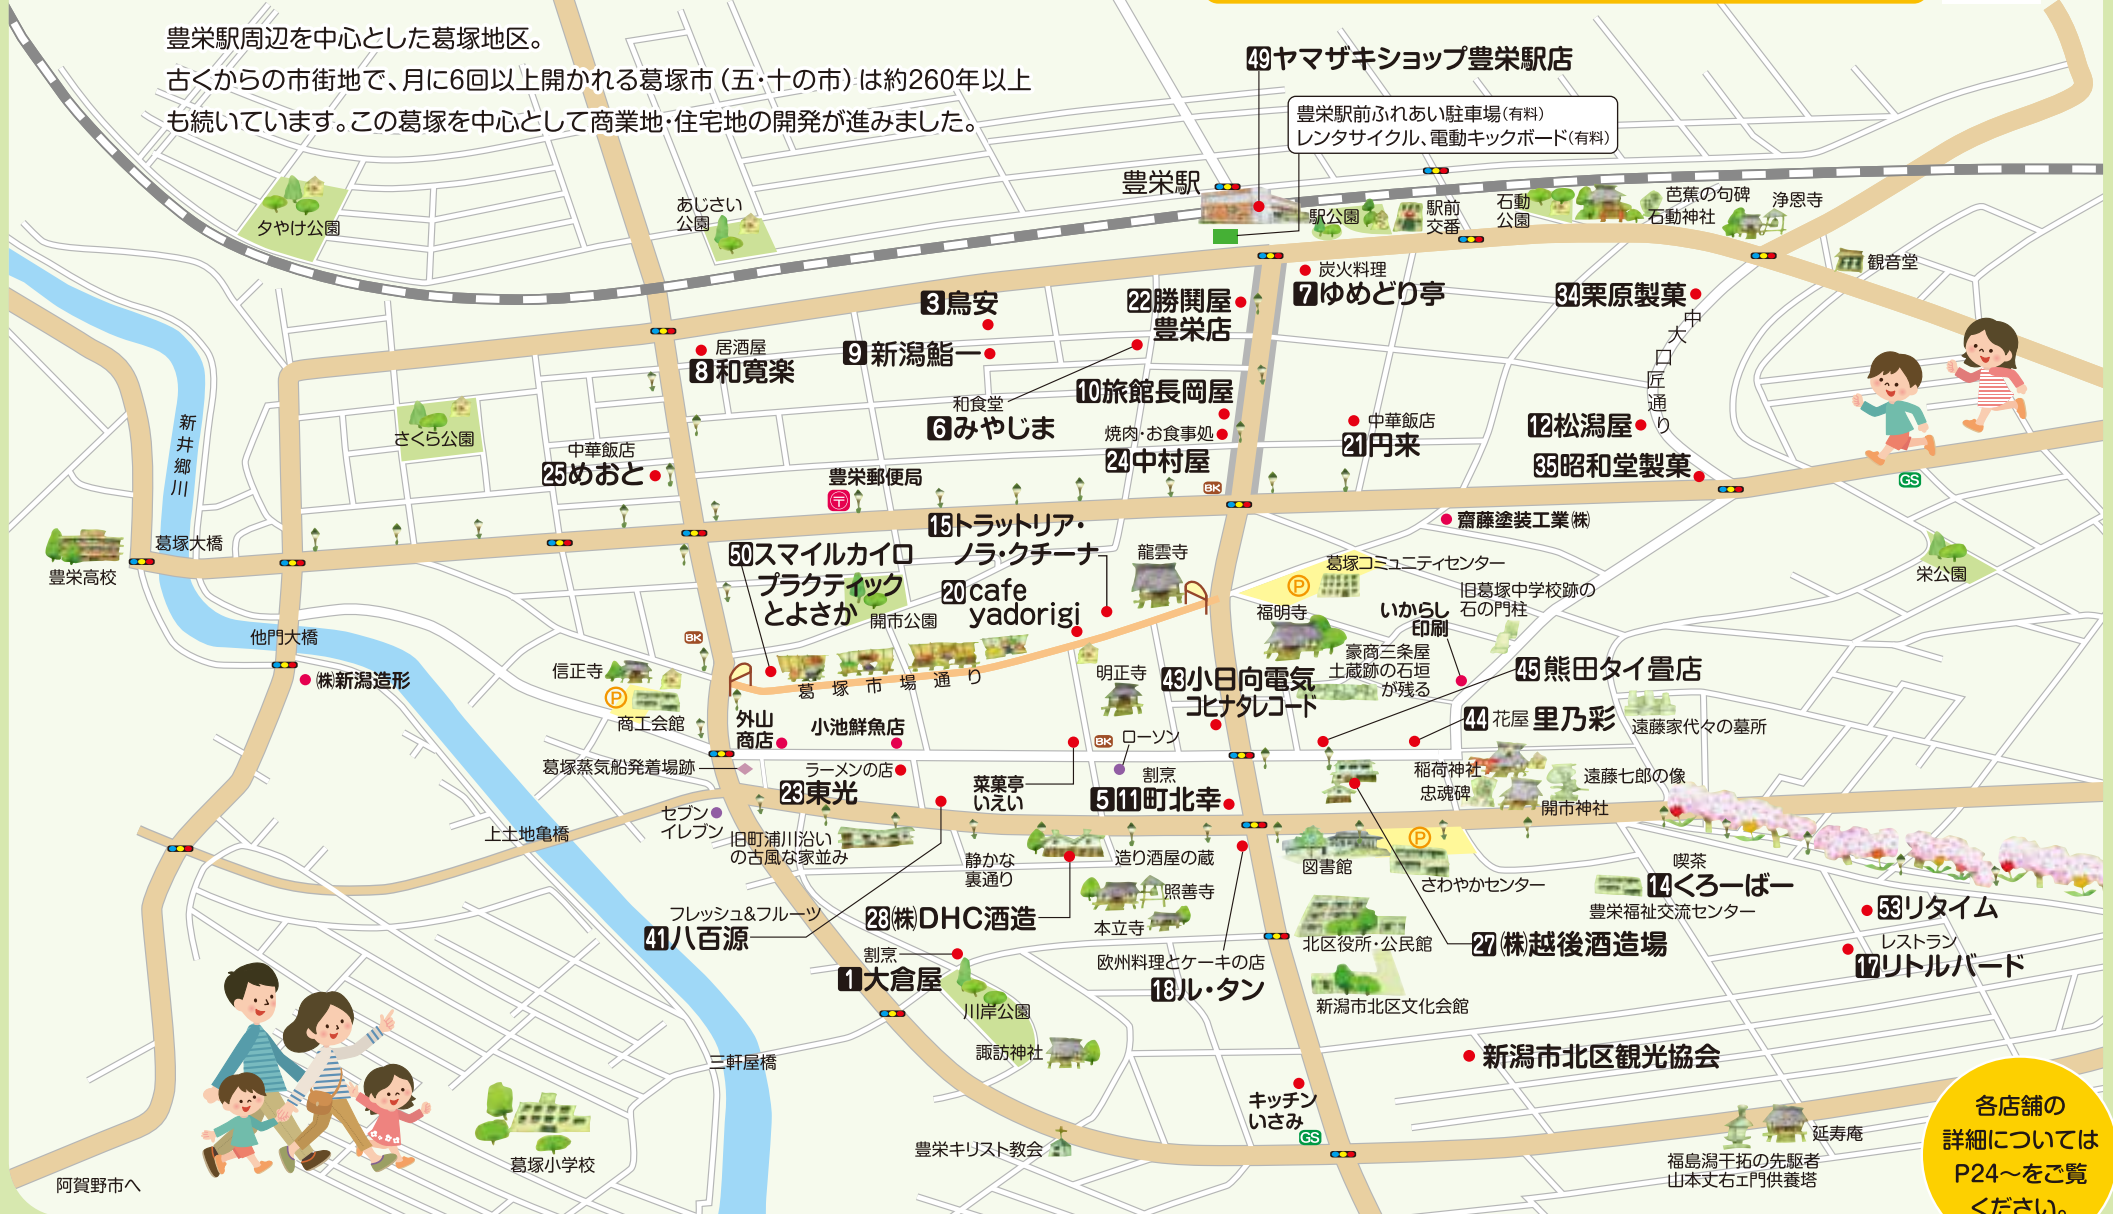 豊栄駅周辺を中心とした葛塚地区。
古くからの市街地で、月に6回以上開かれる葛塚市（五・十の市）は約260年以上
も続いています。この葛塚を中心として商業地・住宅地の開発が進みました。
49ヤマザキショップ豊栄駅店
豊栄駅前ふれあい駐車場(有料)
レンタサイクル、電動キックボード(有料)
豊栄駅
駅公園
駅前
交番
石動
公園
芭蕉の句碑
石動神社
浄恩寺
観音堂
夕やけ公園
あじさい
公園
3鳥安
22勝鬨屋
豊栄店
炭火料理
7ゆめどり亭
34栗原製菓
中大口匠通り
9新潟鮨一
居酒屋
8和寛楽
10旅館長岡屋
和食堂
6みやじま
焼肉・お食事処
24中村屋
中華飯店
21円来
12松潟屋
35昭和堂製菓
新井郷川
さくら公園
中華飯店
25めおと
豊栄郵便局
〒
BK
GS
齋藤塗装工業㈱
15トラットリア・
ノラ・クチーナ
葛塚大橋
豊栄高校
50スマイルカイロ
プラクティック
とよさか
開市公園
20cafe
yadorigi
龍雲寺
葛塚コミュニティセンター
P
福明寺
旧葛塚中学校跡の
石の門柱
いからし
印刷
栄公園
他門大橋
㈱新潟造形
BK
信正寺
P
商工会館
葛塚市場通り
明正寺
43小日向電気
コヒナタレコード
豪商三条屋
土蔵跡の石垣
が残る
45熊田タイ畳店
44花屋 里乃彩
遠藤家代々の墓所
外山
商店
小池鮮魚店
BK
ローソン
葛塚蒸気船発着場跡
ラーメンの店
23東光
菜菓亭
いえい
割烹
5 11町北幸
稲荷神社
忠魂碑
遠藤七郎の像
開市神社
セブン
イレブン
上土地亀橋
旧町浦川沿い
の古風な家並み
静かな
裏通り
造り酒屋の蔵
照善寺
本立寺
図書館
P
さわやかセンター
喫茶
14くろーばー
豊栄福祉交流センター
53リタイム
レストラン
17リトルバード
フレッシュ&フルーツ
41八百源
28㈱DHC酒造
割烹
1大倉屋
川岸公園
欧州料理とケーキの店
18ル・タン
北区役所・公民館
27㈱越後酒造場
新潟市北区文化会館
諏訪神社
三軒屋橋
新潟市北区観光協会
キッチン
いさみ
GS
葛塚小学校
豊栄キリスト教会
阿賀野市へ
延寿庵
福島潟干拓の先駆者
山本丈右ェ門供養塔
各店舗の
詳細については
P24～をご覧
ください。